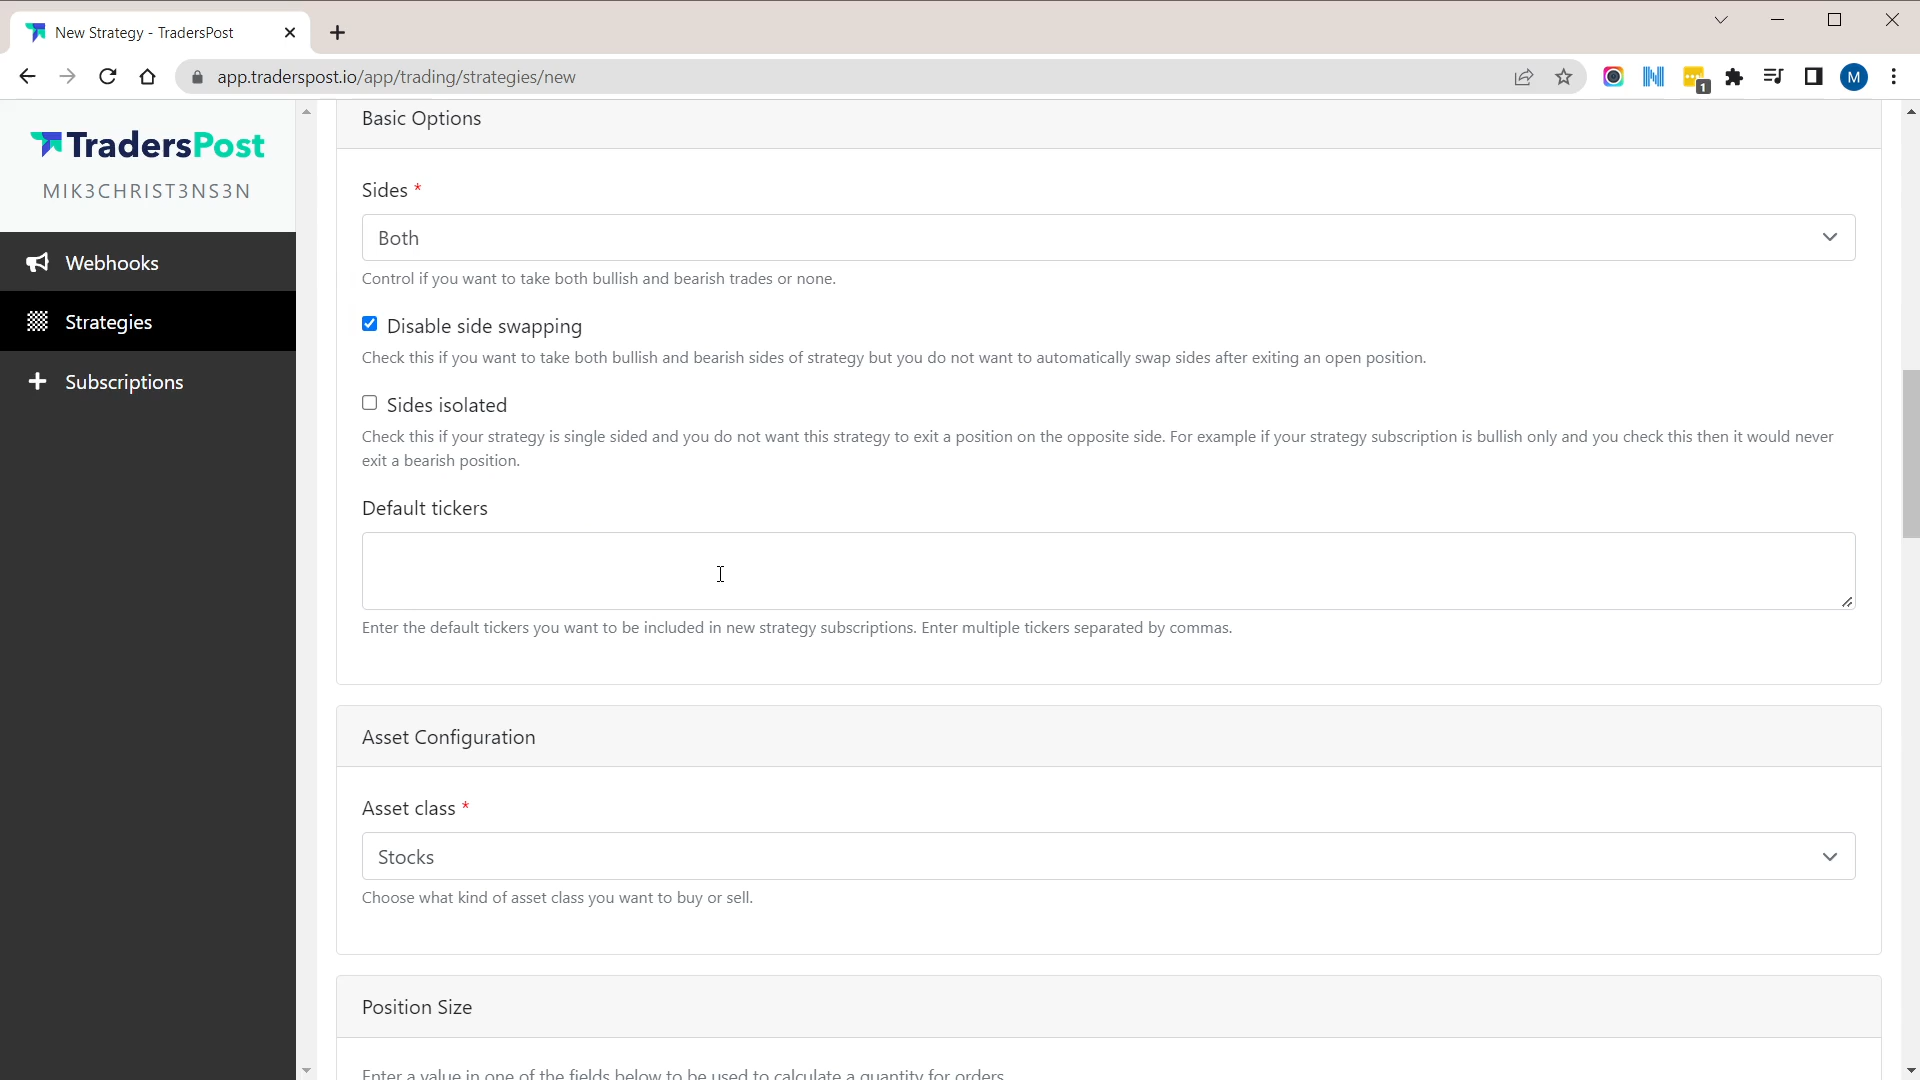 New Strategy - TradersPost
app.traderspost.io/app/trading/strategies/new
1
M
TradersPost
MIK3CHRIST3NS3N
Webhooks
Strategies
Subscriptions
Basic Options
Sides *
Both
Control if you want to take both bullish and bearish trades or none.
Disable side swapping
Check this if you want to take both bullish and bearish sides of strategy but you do not want to automatically swap sides after exiting an open position.
Sides isolated
Check this if your strategy is single sided and you do not want this strategy to exit a position on the opposite side. For example if your strategy subscription is bullish only and you check this then it would never
exit a bearish position.
Default tickers
Enter the default tickers you want to be included in new strategy subscriptions. Enter multiple tickers separated by commas.
Asset Configuration
Asset class *
Stocks
Choose what kind of asset class you want to buy or sell.
Position Size
Enter a value in one of the fields below to be used to calculate a quantity for orders.